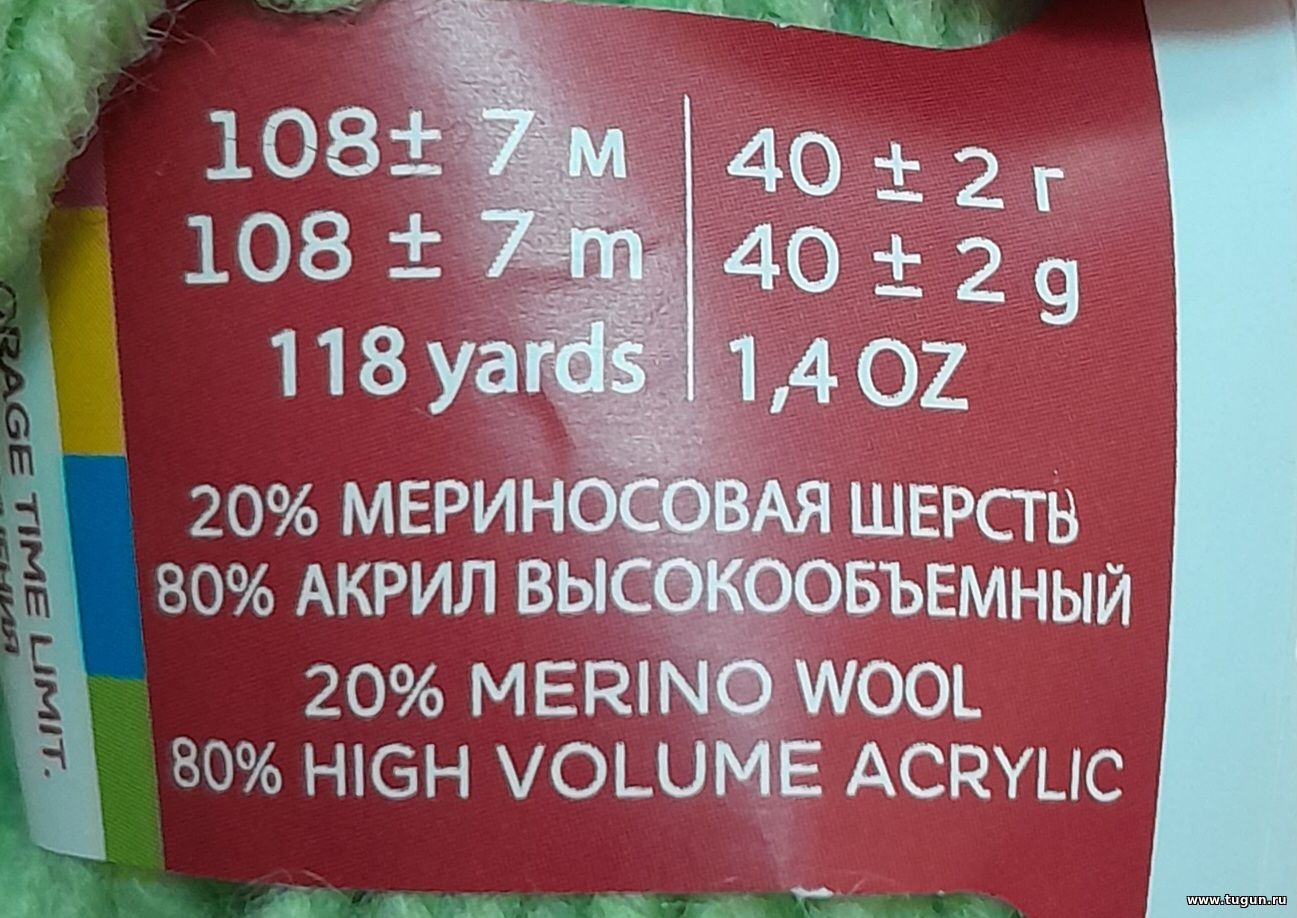 108± 7 м
40 ± 2 г
108 ± 7 m
40 ± 2 g
118 yards
1,4 OZ
20% МЕРИНОСОВАЯ ШЕРСТЬ
80% АКРИЛ ВЫСОКООБЪЕМНЫЙ
20% MERINO WOOL
80% HIGH VOLUME ACRYLIC
TIME LIMIT.
www.tugun.ru